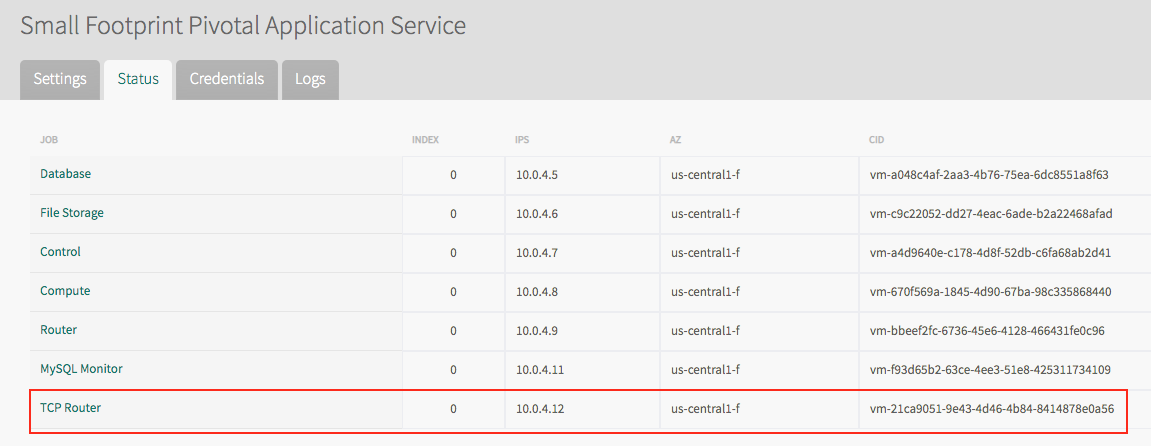 Small Footprint Pivotal Application Service
Settings Status Credentials Logs
JOB INDEX IPS AZ CID
Database 0 10.0.4.5 us-central1-f vm-a048c4af-2aa3-4b76-75ea-6dc8551a8f63
File Storage 0 10.0.4.6 us-central1-f vm-c9c22052-dd27-4eac-6ade-b2a22468afad
Control 0 10.0.4.7 us-central1-f vm-a4d9640e-c178-4d8f-52db-c6fa68ab2d41
Compute 0 10.0.4.8 us-central1-f vm-670f569a-1845-4d90-67ba-98c335868440
Router 0 10.0.4.9 us-central1-f vm-bbeef2fc-6736-45e6-4128-466431fe0c96
MySQL Monitor 0 10.0.4.11 us-central1-f vm-f93d65b2-63ce-4ee3-51e8-425311734109
TCP Router 0 10.0.4.12 us-central1-f vm-21ca9051-9e43-4d46-4b84-8414878e0a56